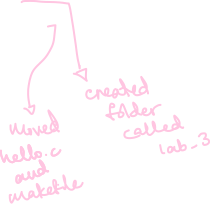 created
folder
called
lab_3
moved
hello.c
and
makefile